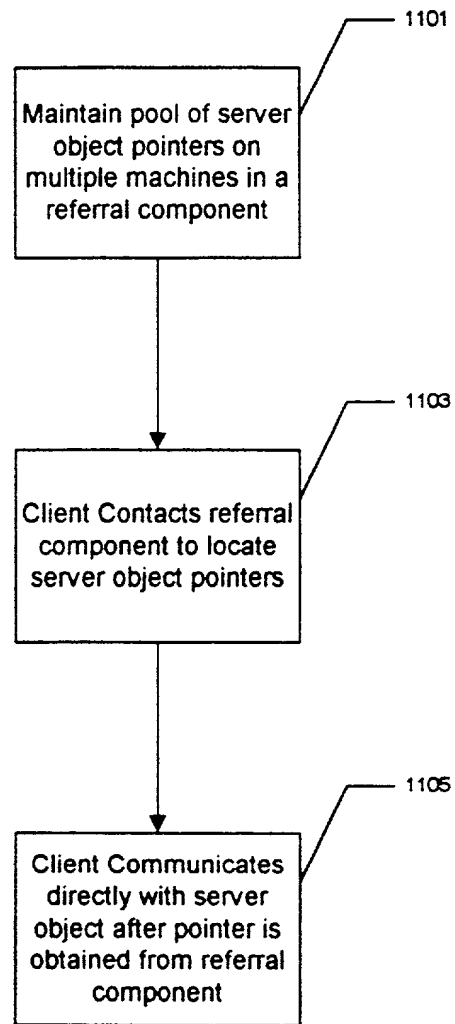 1101
Maintain pool of server
object pointers on
multiple machines in a
referral component
1103
Client Contacts referral
component to locate
server object pointers
1105
Client Communicates
directly with server
object after pointer is
obtained from referral
component